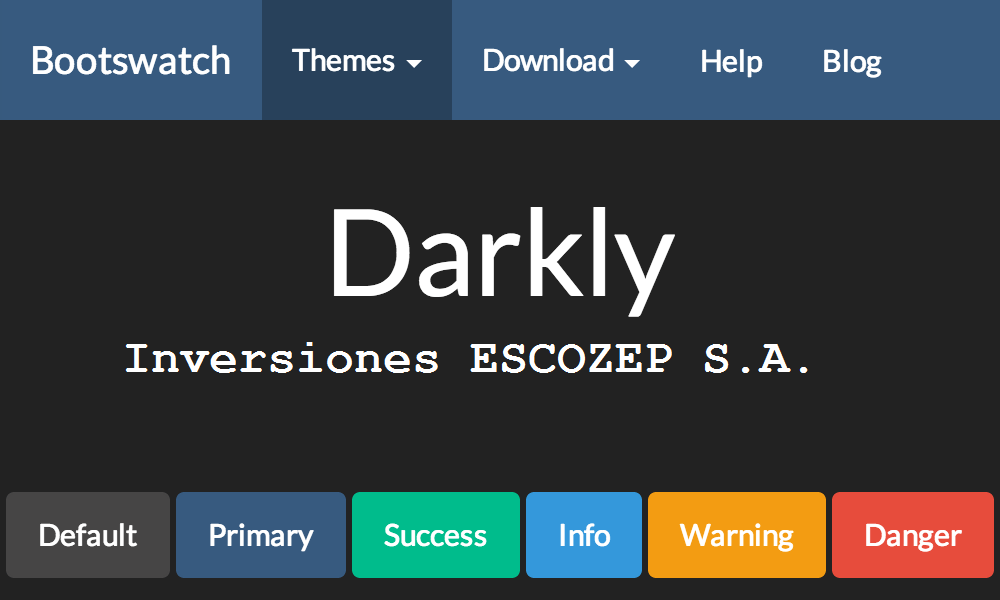 Bootswatch Themes Download Help Blog
Darkly
Inversiones ESCOZEP S.A.
Default Primary Success Info Warning Danger